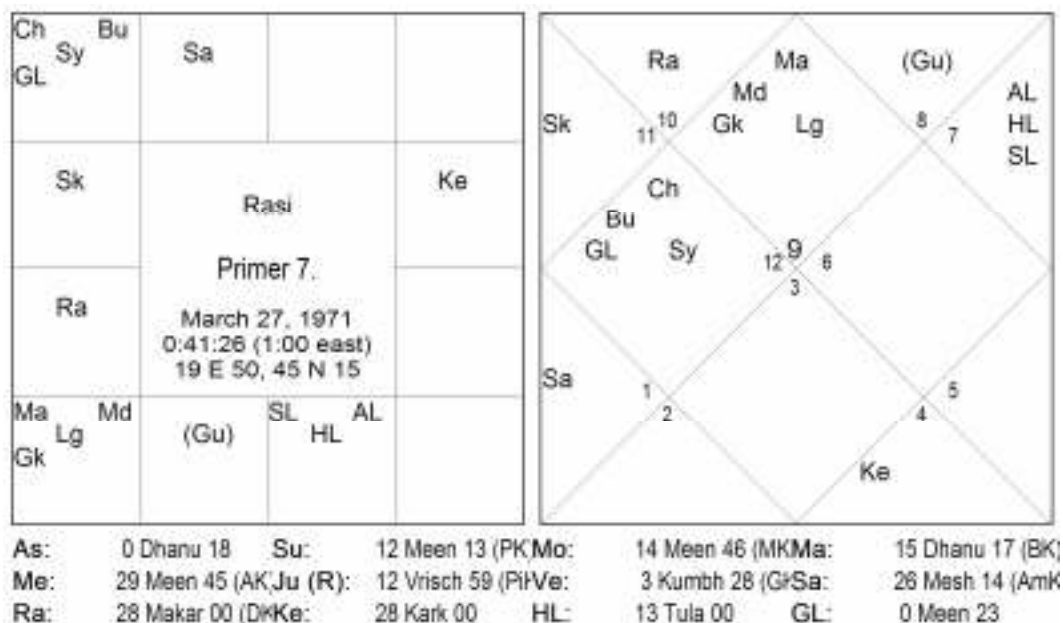 Ch Bu
Sy Sa
GL
Sk Ke
Rasi
Primer 7.
Ra
March 27, 1971
0:41:26 (1:00 east)
19 E 50, 45 N 15
Ma Md SL AL
Lg (Gu) HL
Gk
Ra Ma (Gu)
Md AL
Sk Gk Lg HL
10 8
11 7
SL
Ch
Bu
GL Sy
9
12 6
3
Sa
1 5
2 4
Ke
As: 0 Dhanu 18 Su: 12 Meen 13 (PK) Mo: 14 Meen 46 (MK) Ma: 15 Dhanu 17 (BK)
Me: 29 Meen 45 (AK) Ju (R): 12 Vrisch 59 (PiK Ve: 3 Kumbh 28 (GK Sa: 26 Mesh 14 (AmK
Ra: 28 Makar 00 (DK Ke: 28 Kark 00 HL: 13 Tula 00 GL: 0 Meen 23